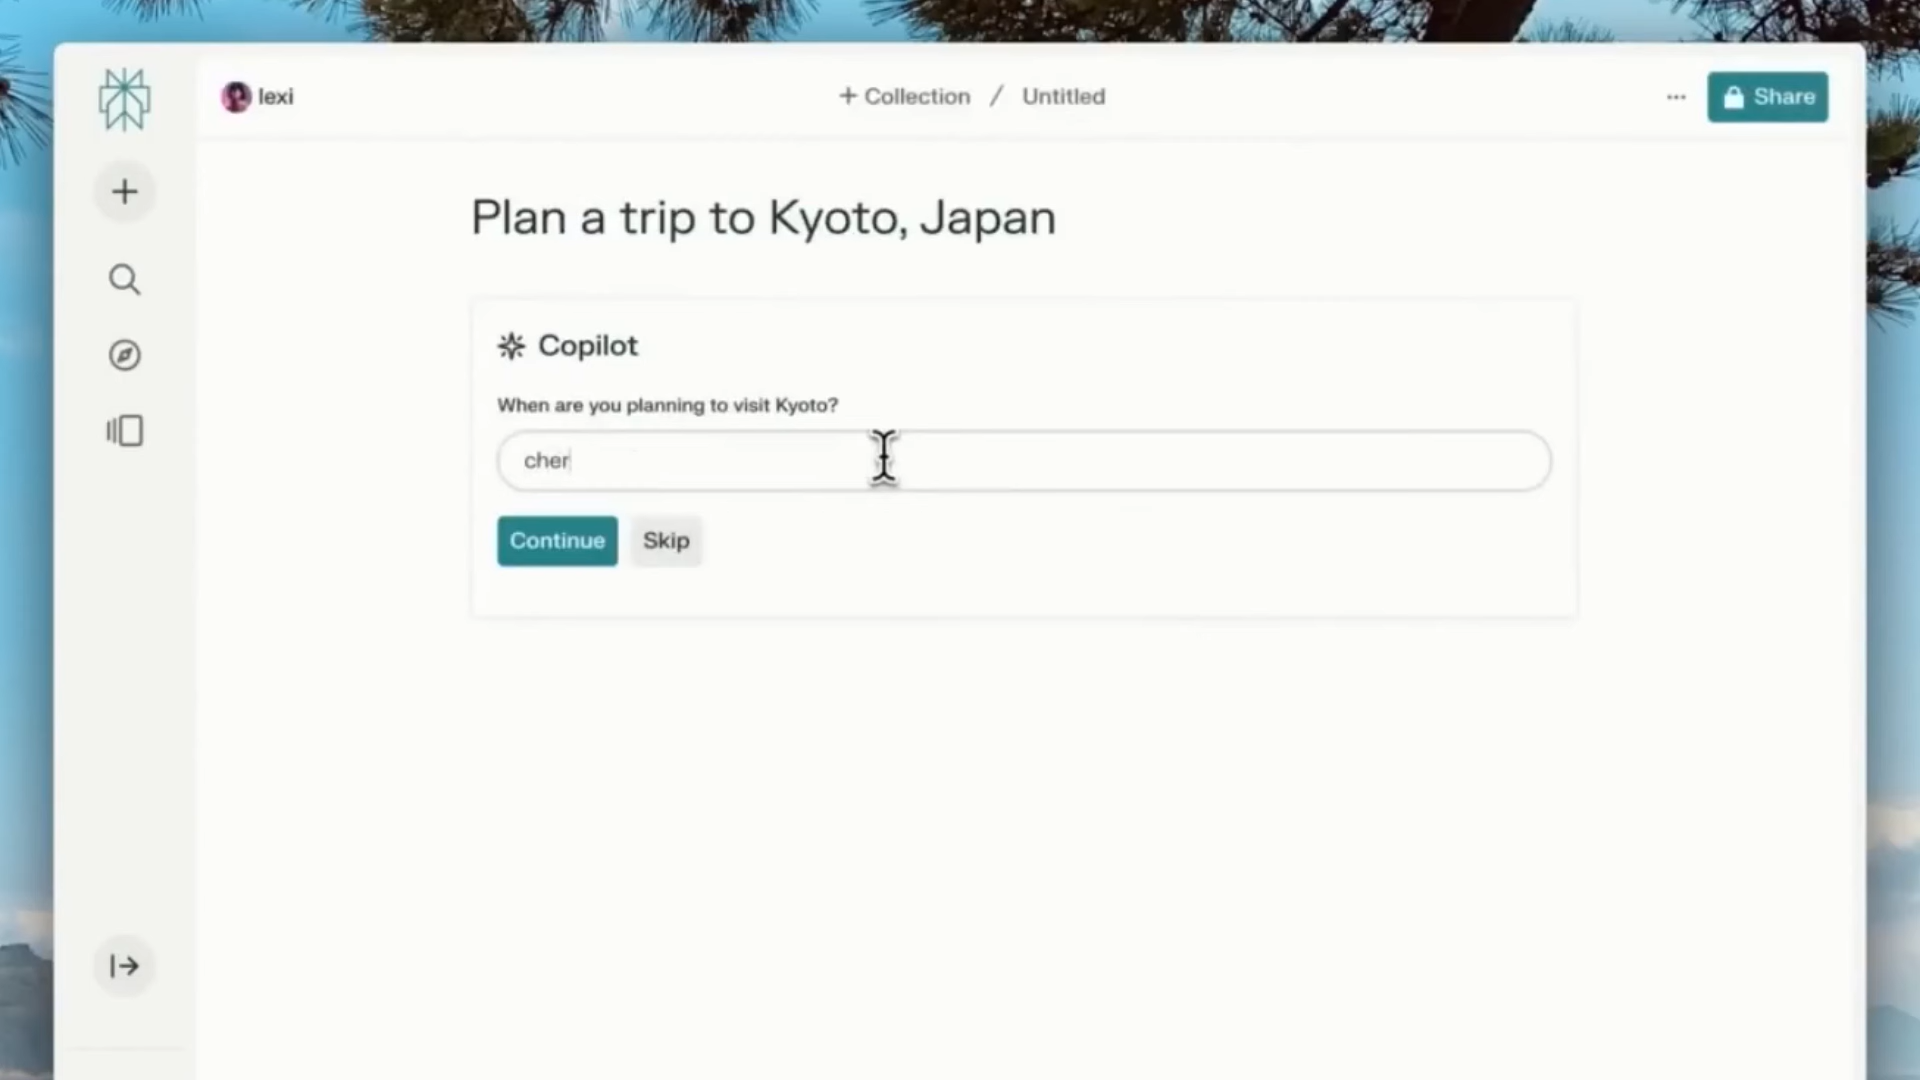 lexi
+ Collection / Untitled
... Share
Plan a trip to Kyoto, Japan
Copilot
When are you planning to visit Kyoto?
cher
Continue Skip